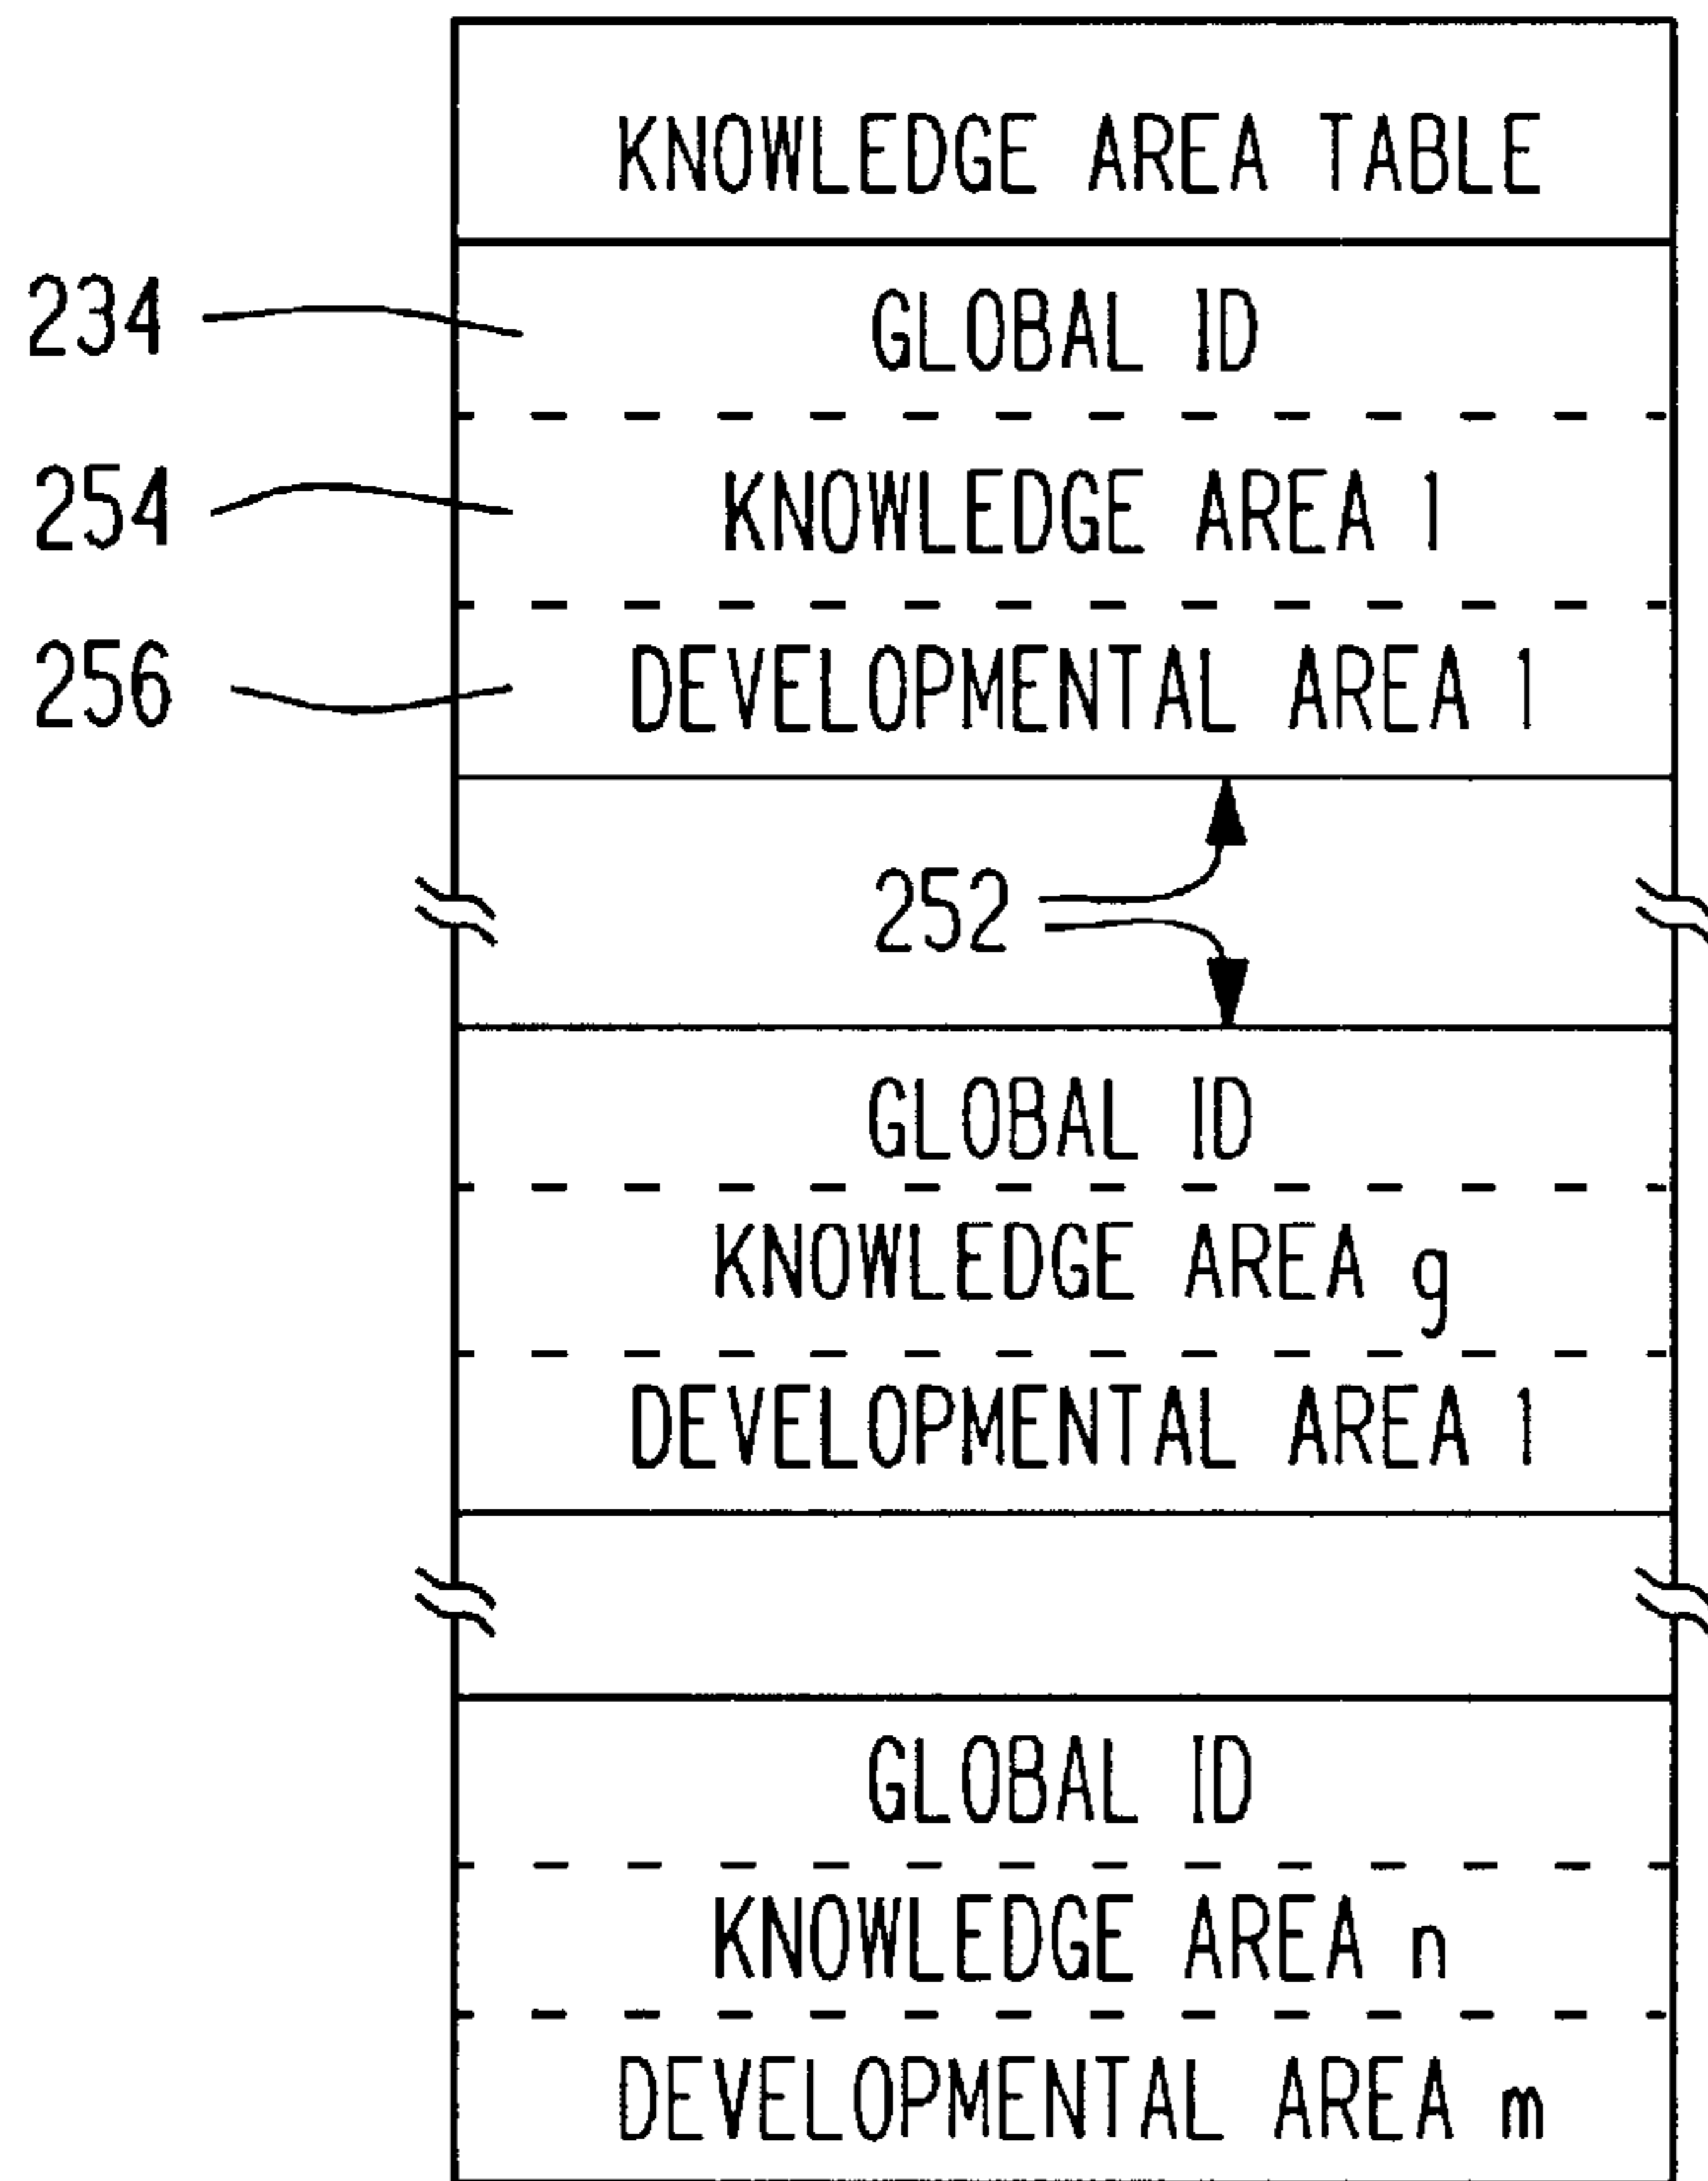 KNOWLEDGE AREA TABLE
234 GLOBAL ID
254 KNOWLEDGE AREA 1
256 DEVELOPMENTAL AREA 1
252
GLOBAL ID
KNOWLEDGE AREA g
DEVELOPMENTAL AREA 1
GLOBAL ID
KNOWLEDGE AREA n
DEVELOPMENTAL AREA m